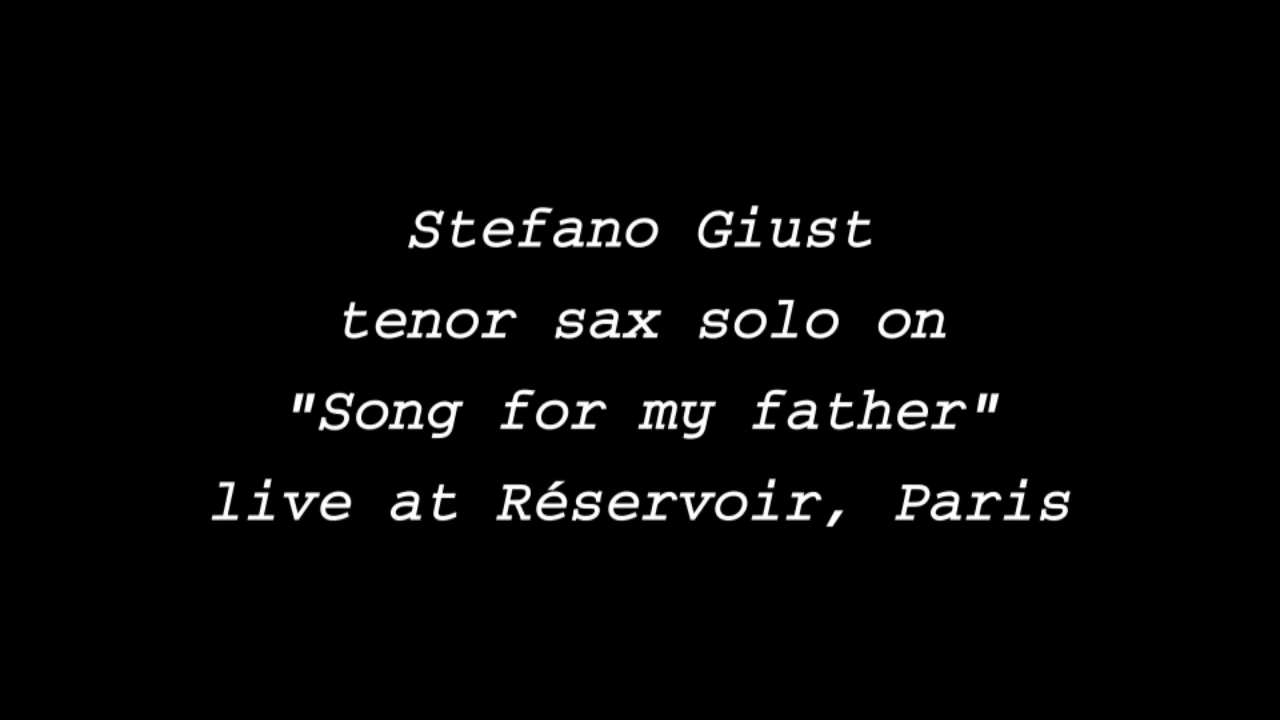 Stefano Giust
tenor sax solo on
"Song for my father"
live at Réservoir, Paris